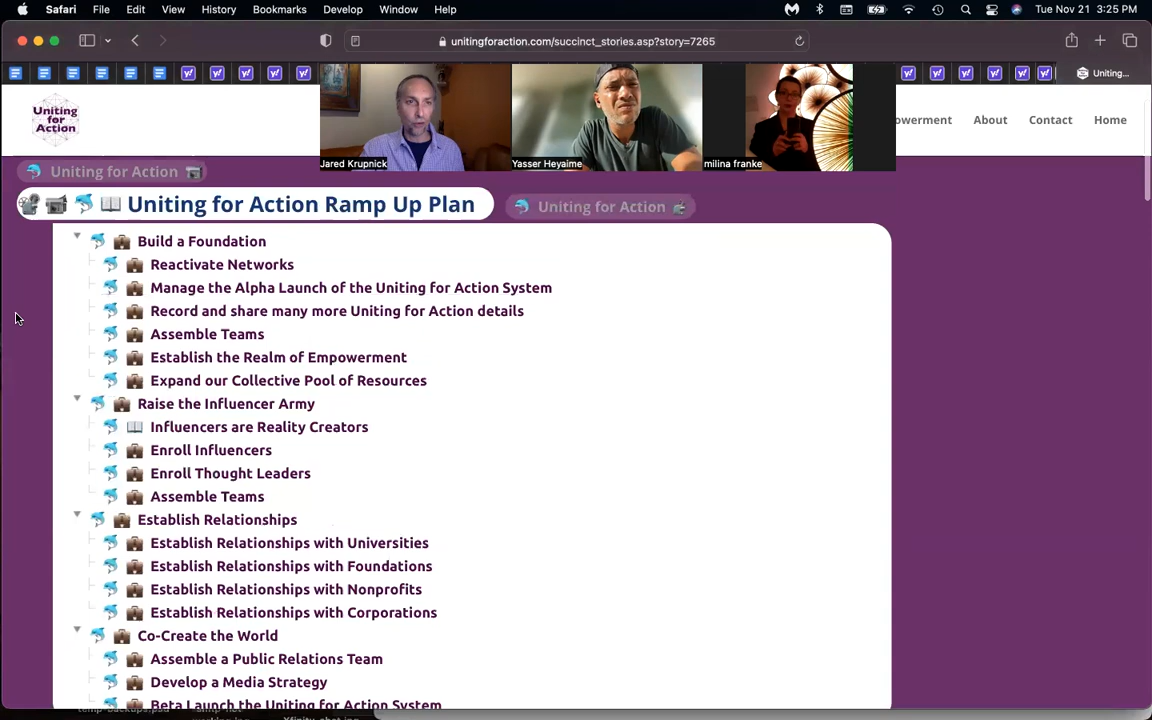 Safari File Edit View History Bookmarks Develop Window Help Tue Nov 21 3:25 PM
unitingforaction.com/succinct_stories.asp?story=7265
Uniting...
Uniting for Action
owerment About Contact Home
Jared Krupnick Yasser Heyaime milina franke
Uniting for Action
Uniting for Action Ramp Up Plan Uniting for Action
Build a Foundation
Reactivate Networks
Manage the Alpha Launch of the Uniting for Action System
Record and share many more Uniting for Action details
Assemble Teams
Establish the Realm of Empowerment
Expand our Collective Pool of Resources
Raise the Influencer Army
Influencers are Reality Creators
Enroll Influencers
Enroll Thought Leaders
Assemble Teams
Establish Relationships
Establish Relationships with Universities
Establish Relationships with Foundations
Establish Relationships with Nonprofits
Establish Relationships with Corporations
Co-Create the World
Assemble a Public Relations Team
Develop a Media Strategy
Beta Launch the Uniting for Action System